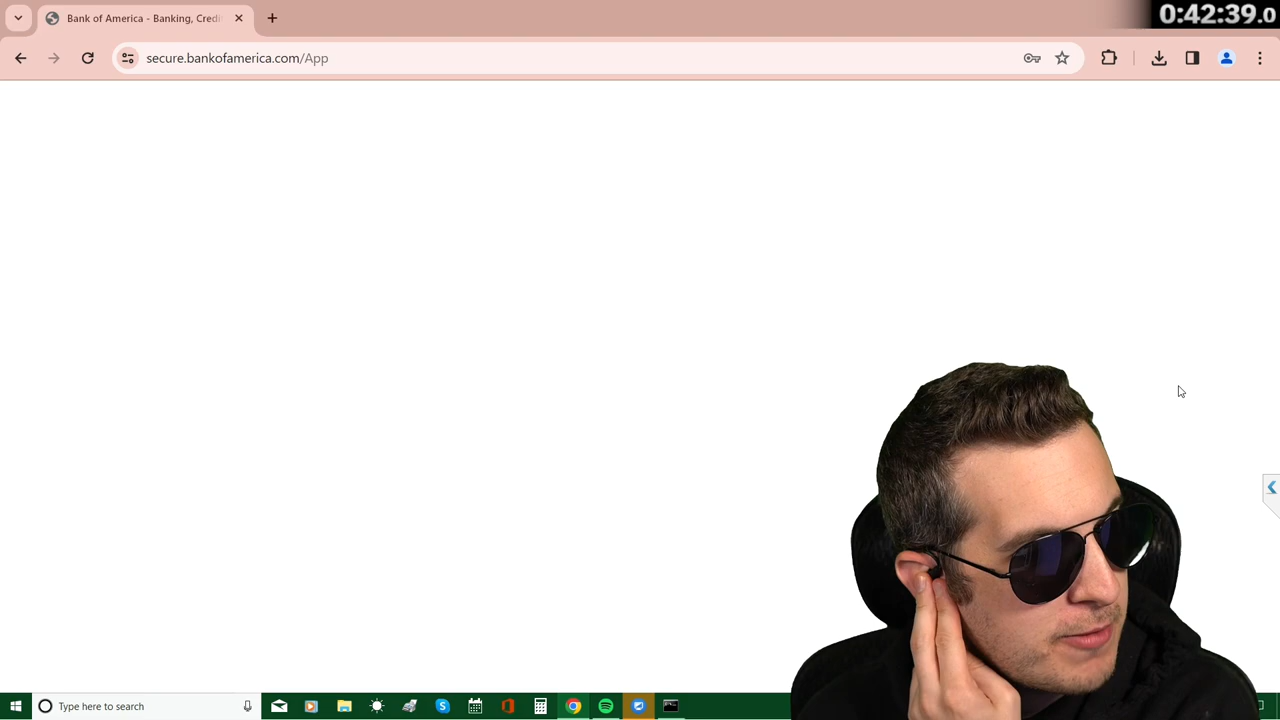 Bank of America - Banking, Credi
0:42:39.0
secure.bankofamerica.com/App
Type here to search